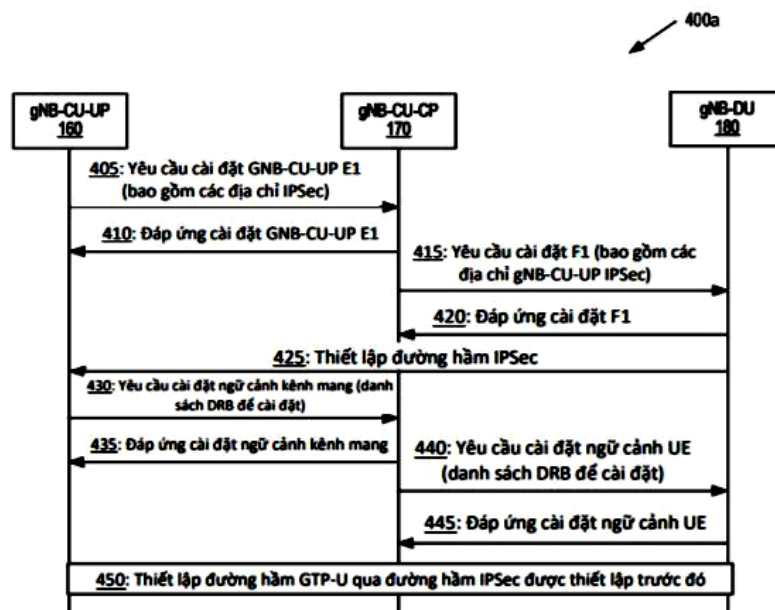 400a
gNB-CU-UP
160
gNB-CU-CP
170
gNB-DU
180
405: Yêu cầu cài đặt GNB-CU-UP E1
(bao gồm các địa chỉ IPSec)
410: Đáp ứng cài đặt GNB-CU-UP E1
415: Yêu cầu cài đặt F1 (bao gồm các
địa chỉ gNB-CU-UP IPSec)
420: Đáp ứng cài đặt F1
425: Thiết lập đường hầm IPSec
430: Yêu cầu cài đặt ngữ cảnh kênh mang (danh
sách DRB để cài đặt)
435: Đáp ứng cài đặt ngữ cảnh kênh mang
440: Yêu cầu cài đặt ngữ cảnh UE
(danh sách DRB để cài đặt)
445: Đáp ứng cài đặt ngữ cảnh UE
450: Thiết lập đường hầm GTP-U qua đường hầm IPSec được thiết lập trước đó